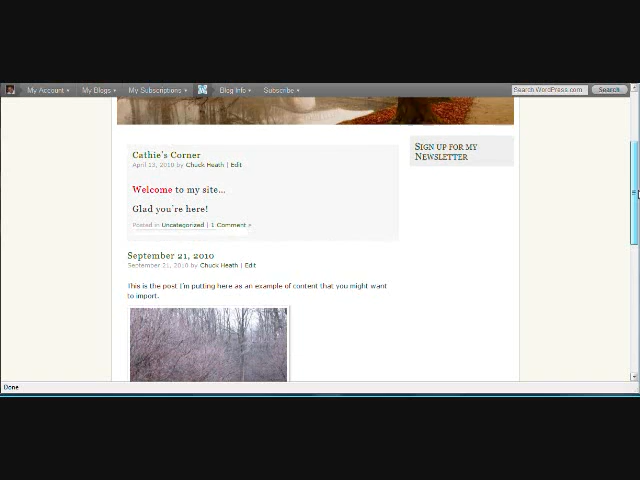 My Account ▾ My Blogs ▾ My Subscriptions ▾ Blog Info ▾ Subscribe ▾ Search WordPress.com Search
Cathie's Corner
April 13, 2010 by Chuck Heath | Edit
Welcome to my site...
Glad you're here!
Posted in Uncategorized | 1 Comment »
Sign up for my
Newsletter
September 21, 2010
September 21, 2010 by Chuck Heath | Edit
This is the post I'm putting here as an example of content that you might want
to import.
Done